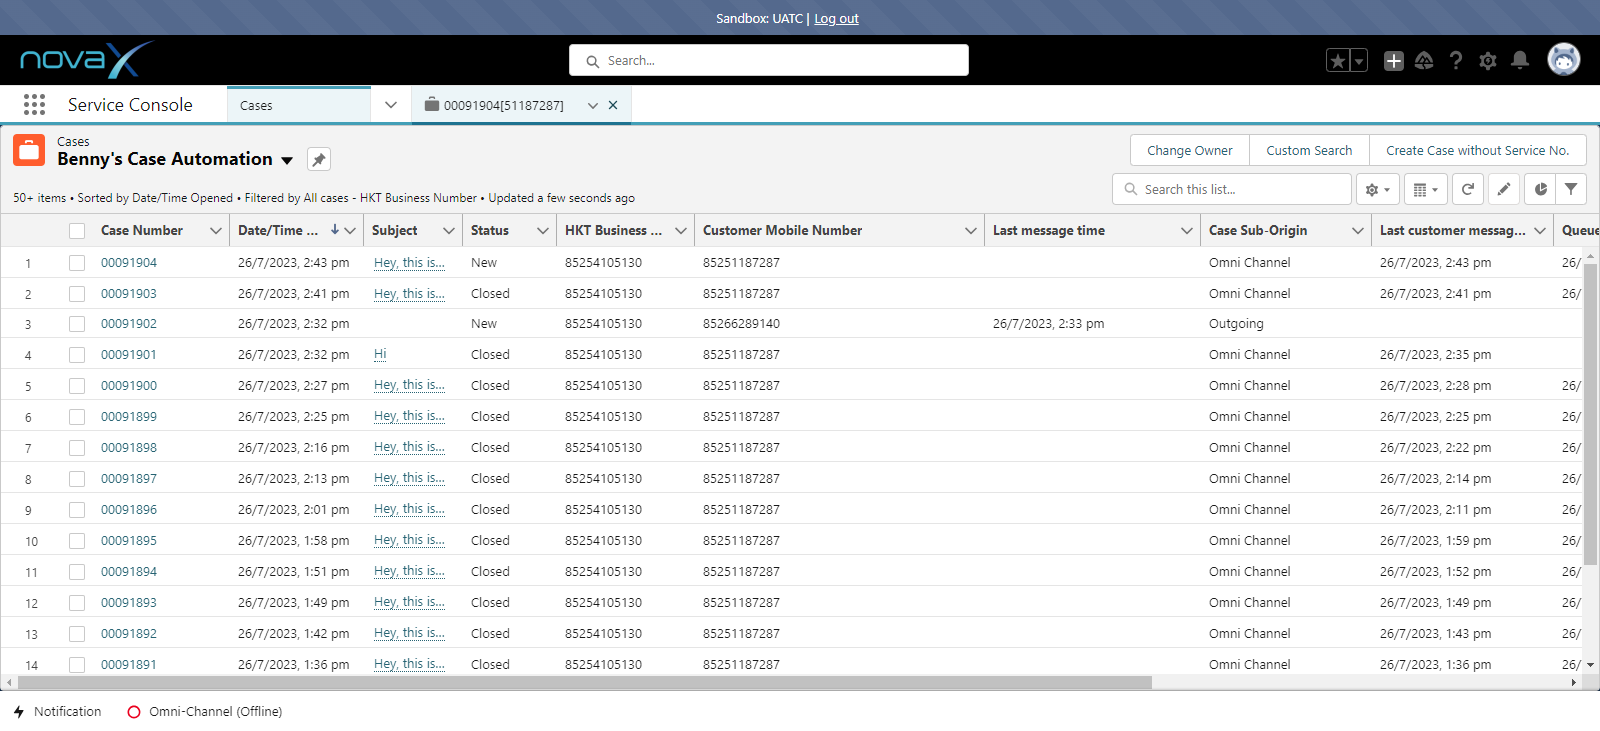 Sandbox: UATC | Log out
novaX
Search...
Service Console
Cases
00091904[51187287]
Cases
Benny's Case Automation
Change Owner
Custom Search
Create Case without Service No.
50+ items • Sorted by Date/Time Opened • Filtered by All cases - HKT Business Number • Updated a few seconds ago
Search this list...
Case Number Date/Time ... Subject Status HKT Business ... Customer Mobile Number Last message time Case Sub-Origin Last customer messag... Queue
1 00091904 26/7/2023, 2:43 pm Hey, this is... New 85254105130 85251187287 Omni Channel 26/7/2023, 2:43 pm 26/
2 00091903 26/7/2023, 2:41 pm Hey, this is... Closed 85254105130 85251187287 Omni Channel 26/7/2023, 2:41 pm 26/
3 00091902 26/7/2023, 2:32 pm New 85254105130 85266289140 26/7/2023, 2:33 pm Outgoing
4 00091901 26/7/2023, 2:32 pm Hi Closed 85254105130 85251187287 Omni Channel 26/7/2023, 2:35 pm
5 00091900 26/7/2023, 2:27 pm Hey, this is... Closed 85254105130 85251187287 Omni Channel 26/7/2023, 2:28 pm 26/
6 00091899 26/7/2023, 2:25 pm Hey, this is... Closed 85254105130 85251187287 Omni Channel 26/7/2023, 2:25 pm 26/
7 00091898 26/7/2023, 2:16 pm Hey, this is... Closed 85254105130 85251187287 Omni Channel 26/7/2023, 2:22 pm 26/
8 00091897 26/7/2023, 2:13 pm Hey, this is... Closed 85254105130 85251187287 Omni Channel 26/7/2023, 2:14 pm 26/
9 00091896 26/7/2023, 2:01 pm Hey, this is... Closed 85254105130 85251187287 Omni Channel 26/7/2023, 2:11 pm 26/
10 00091895 26/7/2023, 1:58 pm Hey, this is... Closed 85254105130 85251187287 Omni Channel 26/7/2023, 1:59 pm 26/
11 00091894 26/7/2023, 1:51 pm Hey, this is... Closed 85254105130 85251187287 Omni Channel 26/7/2023, 1:52 pm 26/
12 00091893 26/7/2023, 1:49 pm Hey, this is... Closed 85254105130 85251187287 Omni Channel 26/7/2023, 1:49 pm 26/
13 00091892 26/7/2023, 1:42 pm Hey, this is... Closed 85254105130 85251187287 Omni Channel 26/7/2023, 1:43 pm 26/
14 00091891 26/7/2023, 1:36 pm Hey, this is... Closed 85254105130 85251187287 Omni Channel 26/7/2023, 1:36 pm 26/
Notification
Omni-Channel (Offline)